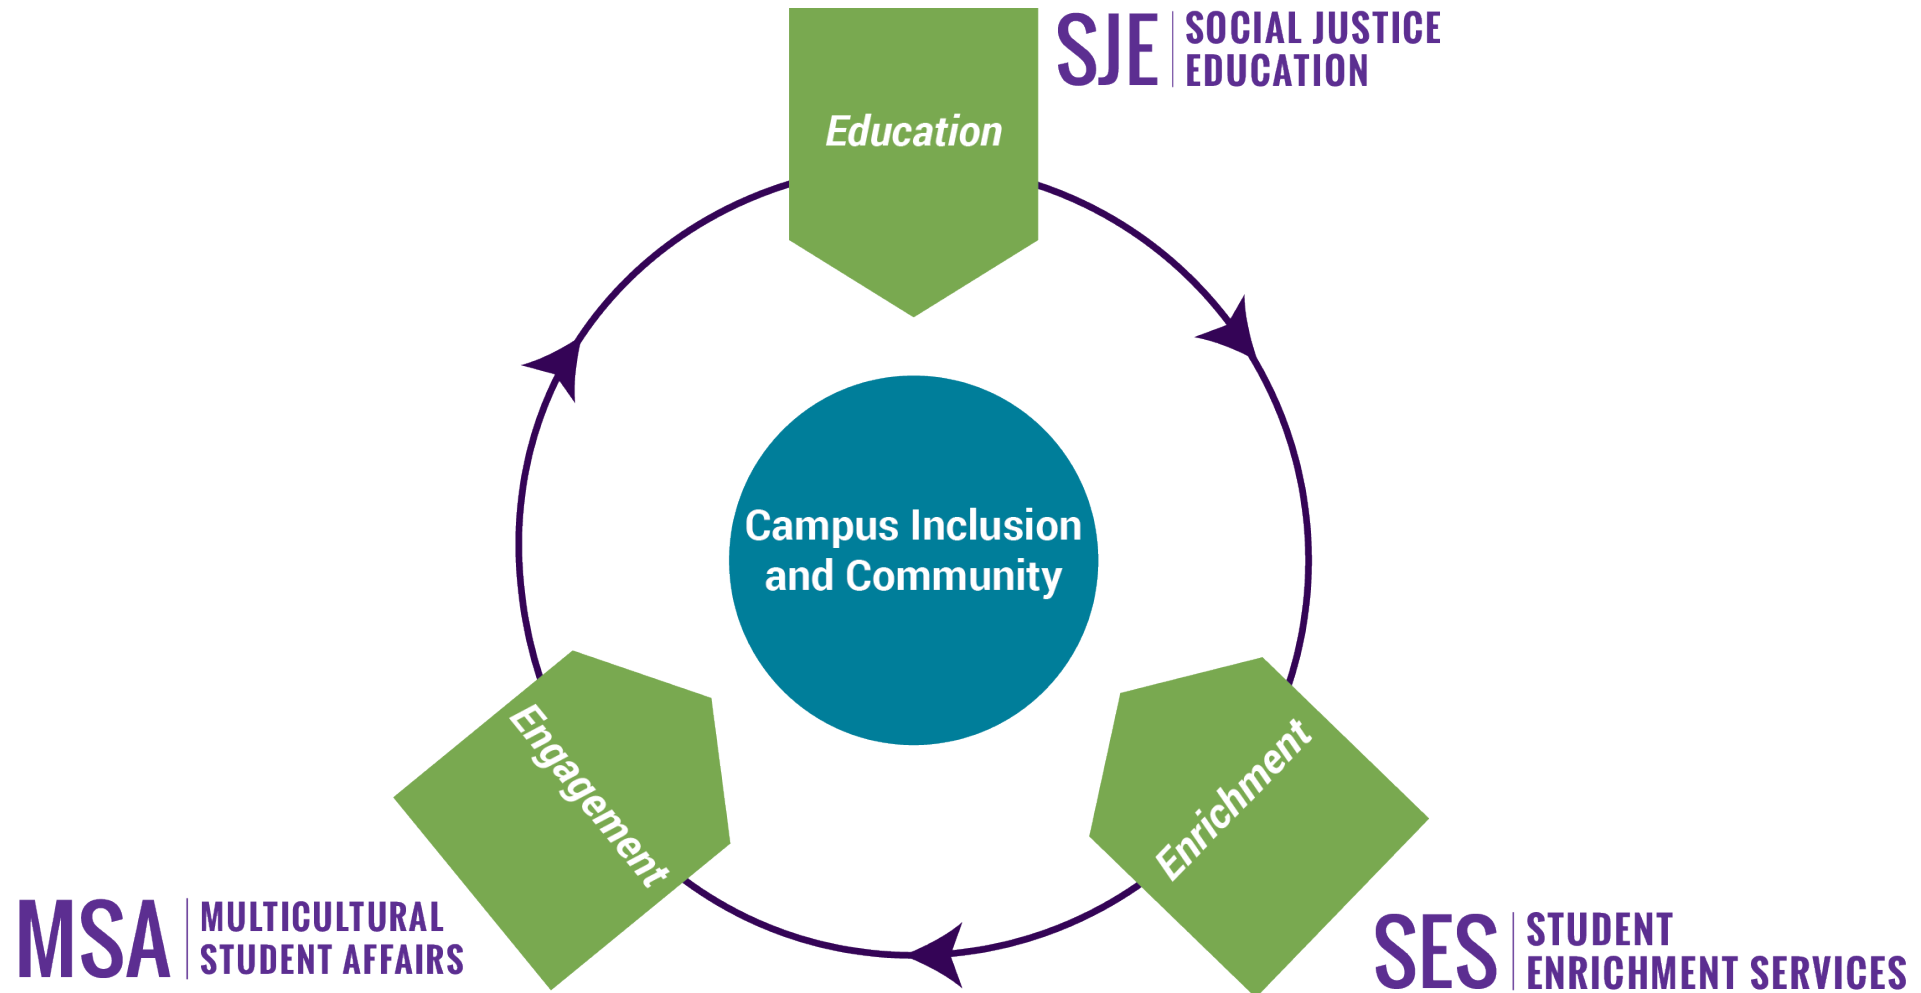 SJE
SOCIAL JUSTICE
EDUCATION
Education
Campus Inclusion
and Community
Engagement
Enrichment
MSA
MULTICULTURAL
STUDENT AFFAIRS
SES
STUDENT
ENRICHMENT SERVICES